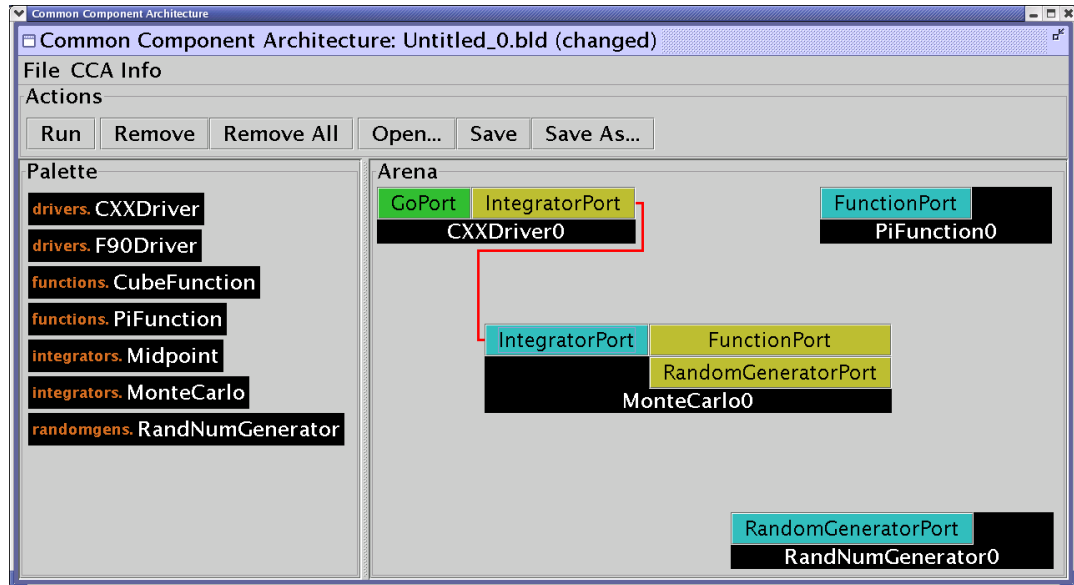 Common Component Architecture
Common Component Architecture: Untitled_0.bld (changed)
File CCA Info
Actions
Run Remove Remove All Open... Save Save As...
Palette
drivers. CXXDriver
drivers. F90Driver
functions. CubeFunction
functions. PiFunction
integrators. Midpoint
integrators. MonteCarlo
randomgens. RandNumGenerator
Arena
GoPort IntegratorPort
CXXDriver0
FunctionPort
PiFunction0
IntegratorPort FunctionPort
RandomGeneratorPort
MonteCarlo0
RandomGeneratorPort
RandNumGenerator0